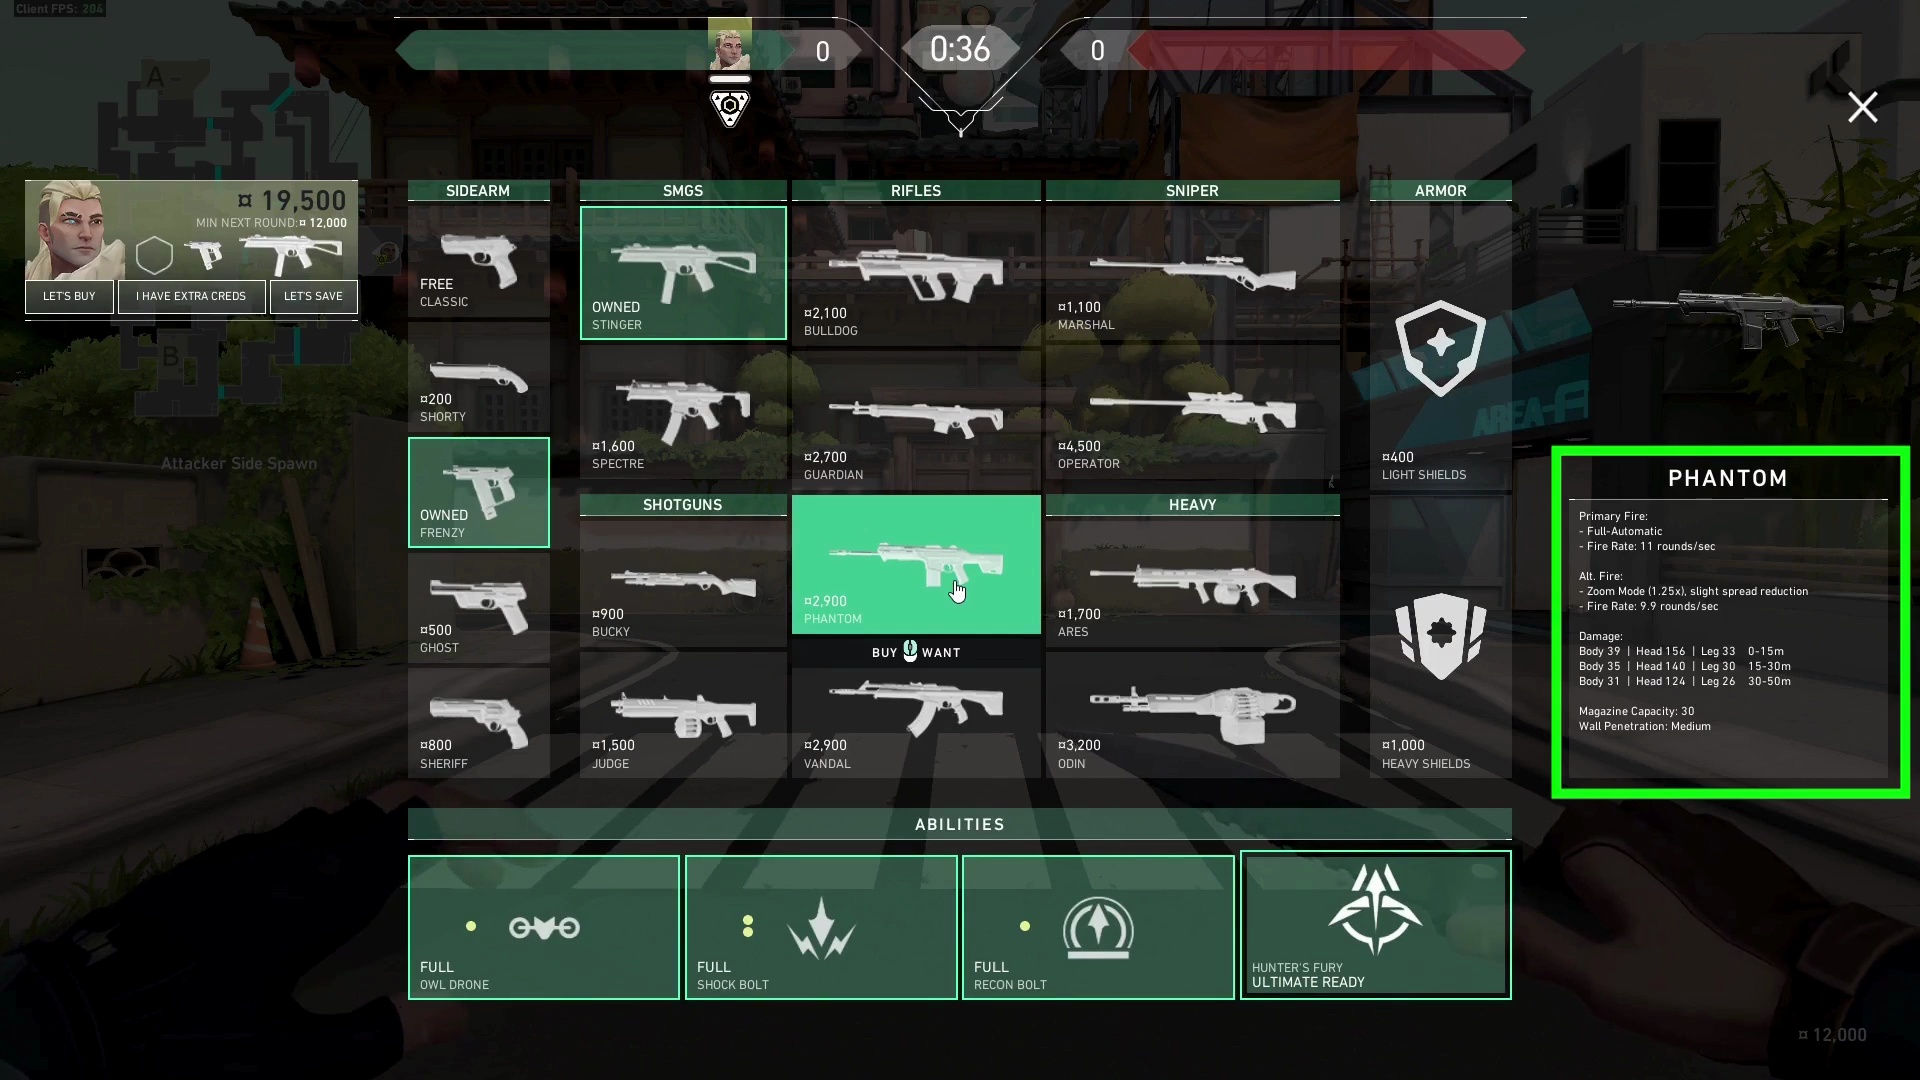 Client FPS: 204
0
0:36
0
A
B
Attacker Side Spawn
¤ 19,500
MIN NEXT ROUND:¤ 12,000
LET'S BUY
I HAVE EXTRA CREDS
LET'S SAVE
SIDEARM
FREE
CLASSIC
¤200
SHORTY
OWNED
FRENZY
¤500
GHOST
¤800
SHERIFF
SMGS
OWNED
STINGER
¤1,600
SPECTRE
SHOTGUNS
¤900
BUCKY
¤1,500
JUDGE
RIFLES
¤2,100
BULLDOG
¤2,700
GUARDIAN
¤2,900
PHANTOM
BUY WANT
¤2,900
VANDAL
SNIPER
¤1,100
MARSHAL
¤4,500
OPERATOR
HEAVY
¤1,700
ARES
¤3,200
ODIN
ARMOR
¤400
LIGHT SHIELDS
¤1,000
HEAVY SHIELDS
AREA-A
PHANTOM
Primary Fire:
- Full-Automatic
- Fire Rate: 11 rounds/sec
Alt. Fire:
- Zoom Mode (1.25x), slight spread reduction
- Fire Rate: 9.9 rounds/sec
Damage:
Body 39 | Head 156 | Leg 33 0-15m
Body 35 | Head 140 | Leg 30 15-30m
Body 31 | Head 124 | Leg 26 30-50m
Magazine Capacity: 30
Wall Penetration: Medium
ABILITIES
FULL
OWL DRONE
FULL
SHOCK BOLT
FULL
RECON BOLT
HUNTER'S FURY
ULTIMATE READY
¤ 12,000